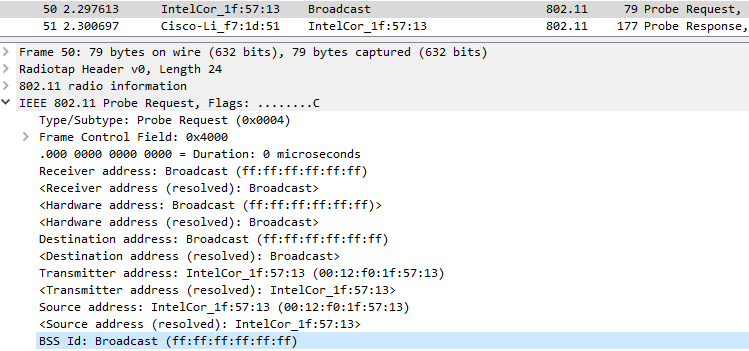 50 2.297613 IntelCor_1f:57:13 Broadcast 802.11 79 Probe Request,
51 2.300697 Cisco-Li_f7:1d:51 IntelCor_1f:57:13 802.11 177 Probe Response,
Frame 50: 79 bytes on wire (632 bits), 79 bytes captured (632 bits)
Radiotap Header v0, Length 24
802.11 radio information
IEEE 802.11 Probe Request, Flags: ........C
Type/Subtype: Probe Request (0x0004)
Frame Control Field: 0x4000
.000 0000 0000 0000 = Duration: 0 microseconds
Receiver address: Broadcast (ff:ff:ff:ff:ff:ff)
<Receiver address (resolved): Broadcast>
<Hardware address: Broadcast (ff:ff:ff:ff:ff:ff)>
<Hardware address (resolved): Broadcast>
Destination address: Broadcast (ff:ff:ff:ff:ff:ff)
<Destination address (resolved): Broadcast>
Transmitter address: IntelCor_1f:57:13 (00:12:f0:1f:57:13)
<Transmitter address (resolved): IntelCor_1f:57:13>
Source address: IntelCor_1f:57:13 (00:12:f0:1f:57:13)
<Source address (resolved): IntelCor_1f:57:13>
BSS Id: Broadcast (ff:ff:ff:ff:ff:ff)